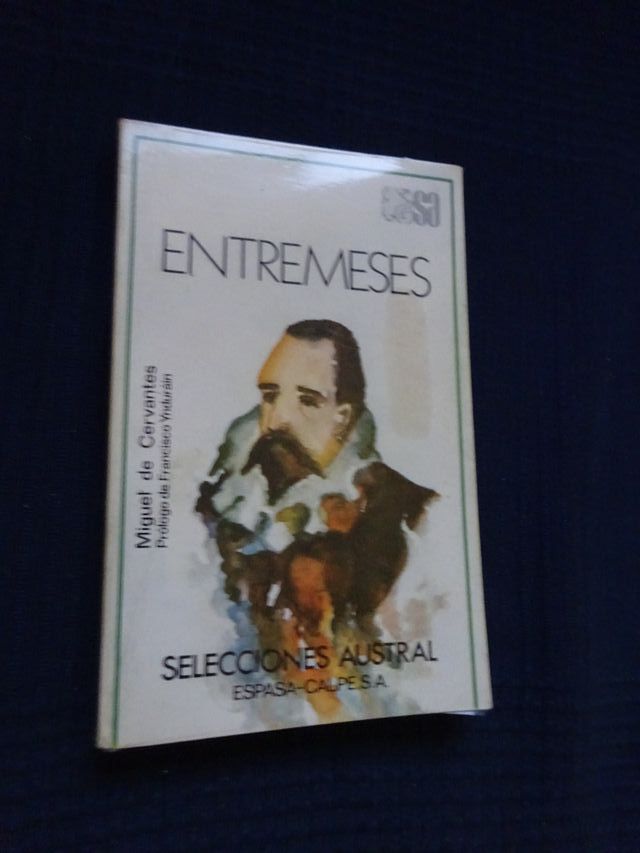 ENTREMESES
Miguel de Cervantes
Prólogo de Francisco Ynduráin
SELECCIONES AUSTRAL
ESPASA-CALPE, S.A.